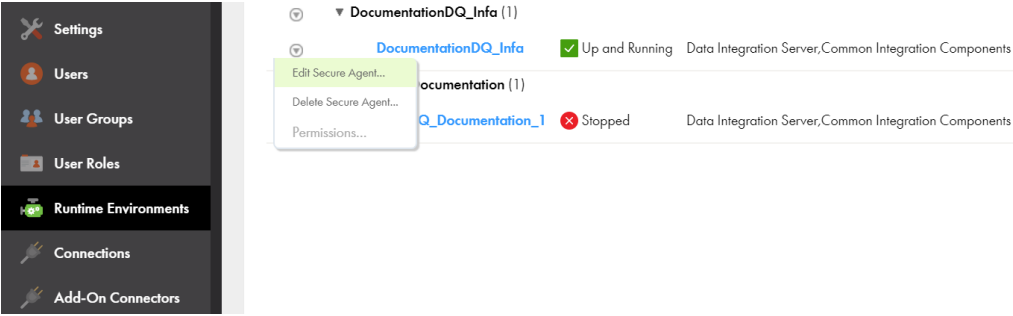 Settings
Users
User Groups
User Roles
Runtime Environments
Connections
Add-On Connectors
DocumentationDQ_Infa (1)
DocumentationDQ_Infa Up and Running Data Integration Server,Common Integration Components
Edit Secure Agent...
Delete Secure Agent...
Permissions...
ocumentation (1)
Q_Documentation_1 Stopped Data Integration Server,Common Integration Components